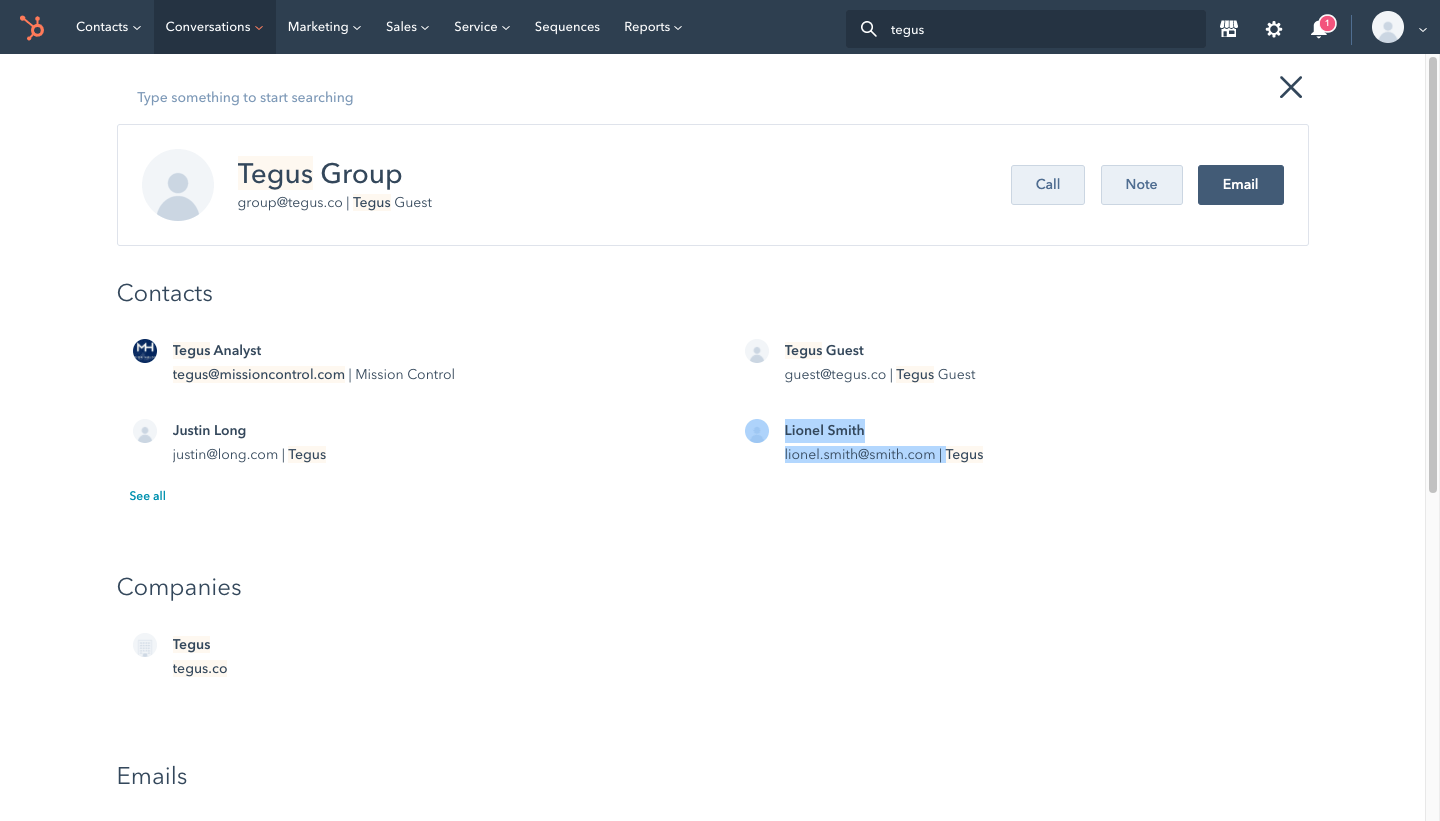 Contacts Conversations Marketing Sales Service Sequences Reports tegus 1
Type something to start searching
Tegus Group
group@tegus.co | Tegus Guest
Call Note Email
Contacts
MH Tegus Analyst
tegus@missioncontrol.com | Mission Control
Tegus Guest
guest@tegus.co | Tegus Guest
Justin Long
justin@long.com | Tegus
Lionel Smith
lionel.smith@smith.com | Tegus
See all
Companies
Tegus
tegus.co
Emails